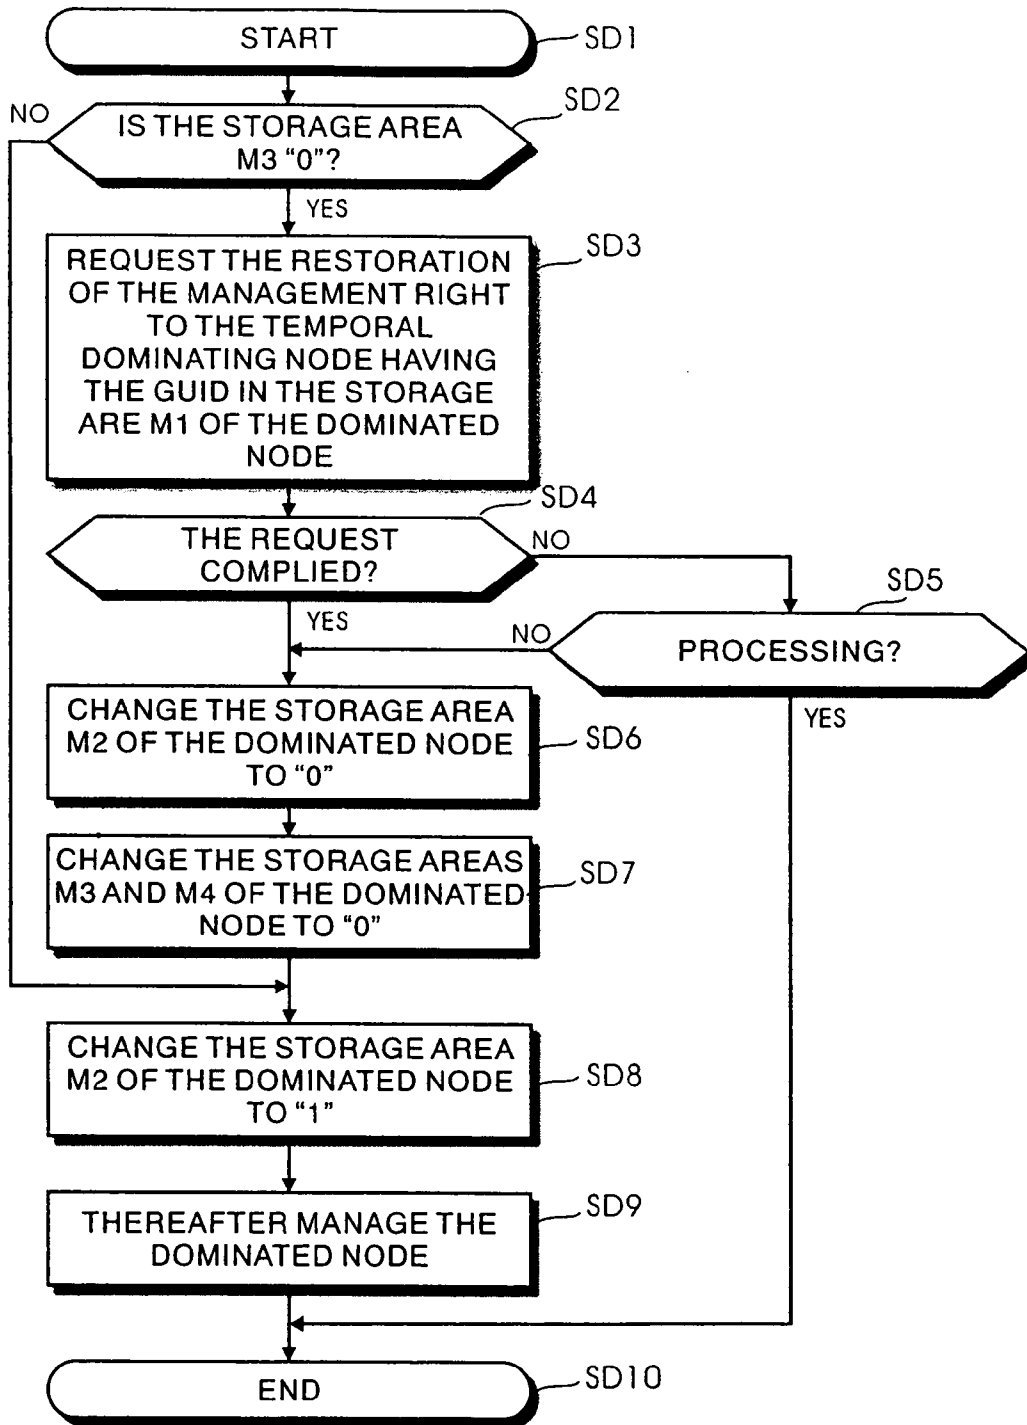 START
SD1
NO
SD2
IS THE STORAGE AREA
M3 “0”?
YES
SD3
REQUEST THE RESTORATION
OF THE MANAGEMENT RIGHT
TO THE TEMPORAL
DOMINATING NODE HAVING
THE GUID IN THE STORAGE
ARE M1 OF THE DOMINATED
NODE
SD4
THE REQUEST
COMPLIED?
NO
YES
SD5
PROCESSING?
NO
YES
CHANGE THE STORAGE AREA
M2 OF THE DOMINATED NODE
TO “0”
SD6
CHANGE THE STORAGE AREAS
M3 AND M4 OF THE DOMINATED
NODE TO “0”
SD7
CHANGE THE STORAGE AREA
M2 OF THE DOMINATED NODE
TO “1”
SD8
THEREAFTER MANAGE THE
DOMINATED NODE
SD9
END
SD10